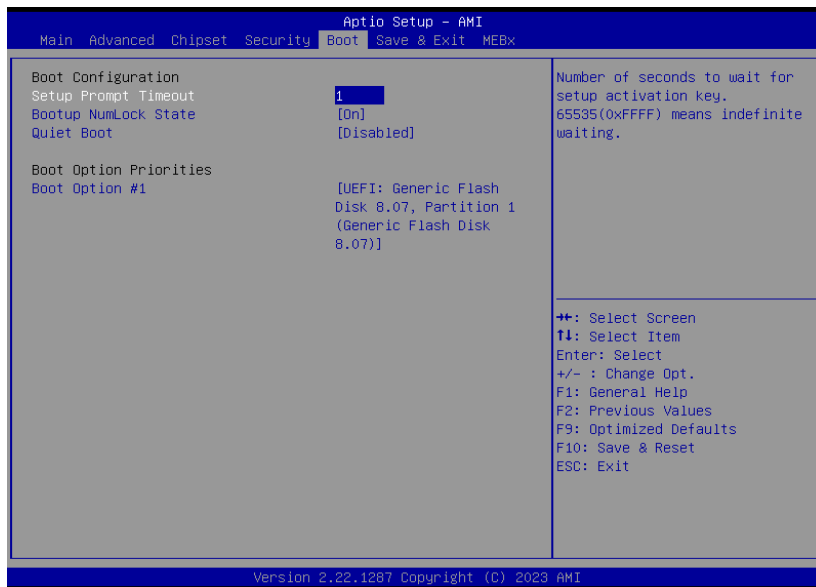 Aptio Setup - AMI
Main Advanced Chipset Security Boot Save & Exit MEBx
Boot Configuration
Setup Prompt Timeout 1
Bootup NumLock State [On]
Quiet Boot [Disabled]
Boot Option Priorities
Boot Option #1 [UEFI: Generic Flash
Disk 8.07, Partition 1
(Generic Flash Disk
8.07)]
Number of seconds to wait for
setup activation key.
65535(0xFFFF) means indefinite
waiting.
→←: Select Screen
↑↓: Select Item
Enter: Select
+/- : Change Opt.
F1: General Help
F2: Previous Values
F9: Optimized Defaults
F10: Save & Reset
ESC: Exit
Version 2.22.1287 Copyright (C) 2023 AMI